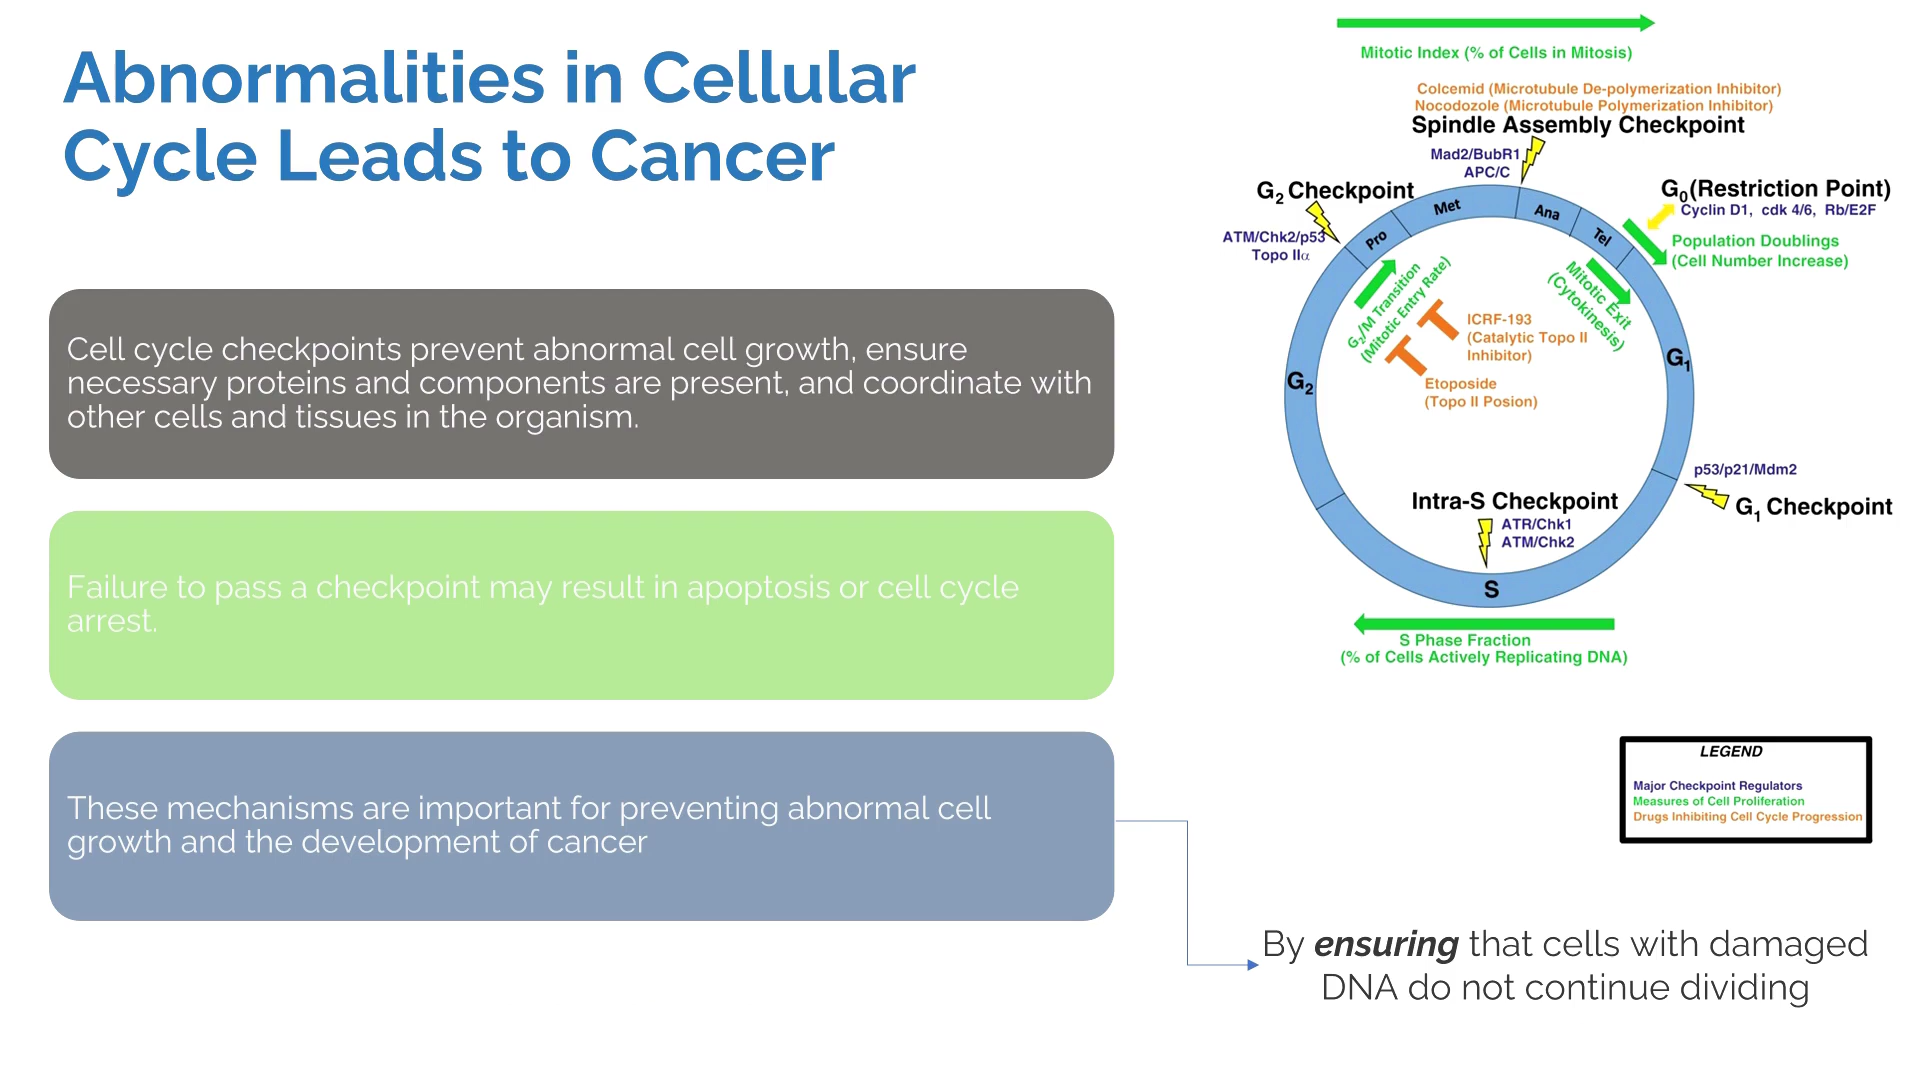 Abnormalities in Cellular
Cycle Leads to Cancer
Cell cycle checkpoints prevent abnormal cell growth, ensure
necessary proteins and components are present, and coordinate with
other cells and tissues in the organism.
Failure to pass a checkpoint may result in apoptosis or cell cycle
arrest.
These mechanisms are important for preventing abnormal cell
growth and the development of cancer
Mitotic Index (% of Cells in Mitosis)
Colcemid (Microtubule De-polymerization Inhibitor)
Nocodozole (Microtubule Polymerization Inhibitor)
Spindle Assembly Checkpoint
Mad2/BubR1
APC/C
G2 Checkpoint
ATM/Chk2/p53
Topo IIα
G0(Restriction Point)
Cyclin D1, cdk 4/6, Rb/E2F
Population Doublings
(Cell Number Increase)
Pro
Met
Ana
Tel
G2/M Transition
(Mitotic Entry Rate)
Mitotic Exit
(Cytokinesis)
ICRF-193
(Catalytic Topo II
Inhibitor)
Etoposide
(Topo II Posion)
G2
G1
p53/p21/Mdm2
G1 Checkpoint
Intra-S Checkpoint
ATR/Chk1
ATM/Chk2
S
S Phase Fraction
(% of Cells Actively Replicating DNA)
LEGEND
Major Checkpoint Regulators
Measures of Cell Proliferation
Drugs Inhibiting Cell Cycle Progression
By ensuring that cells with damaged
DNA do not continue dividing